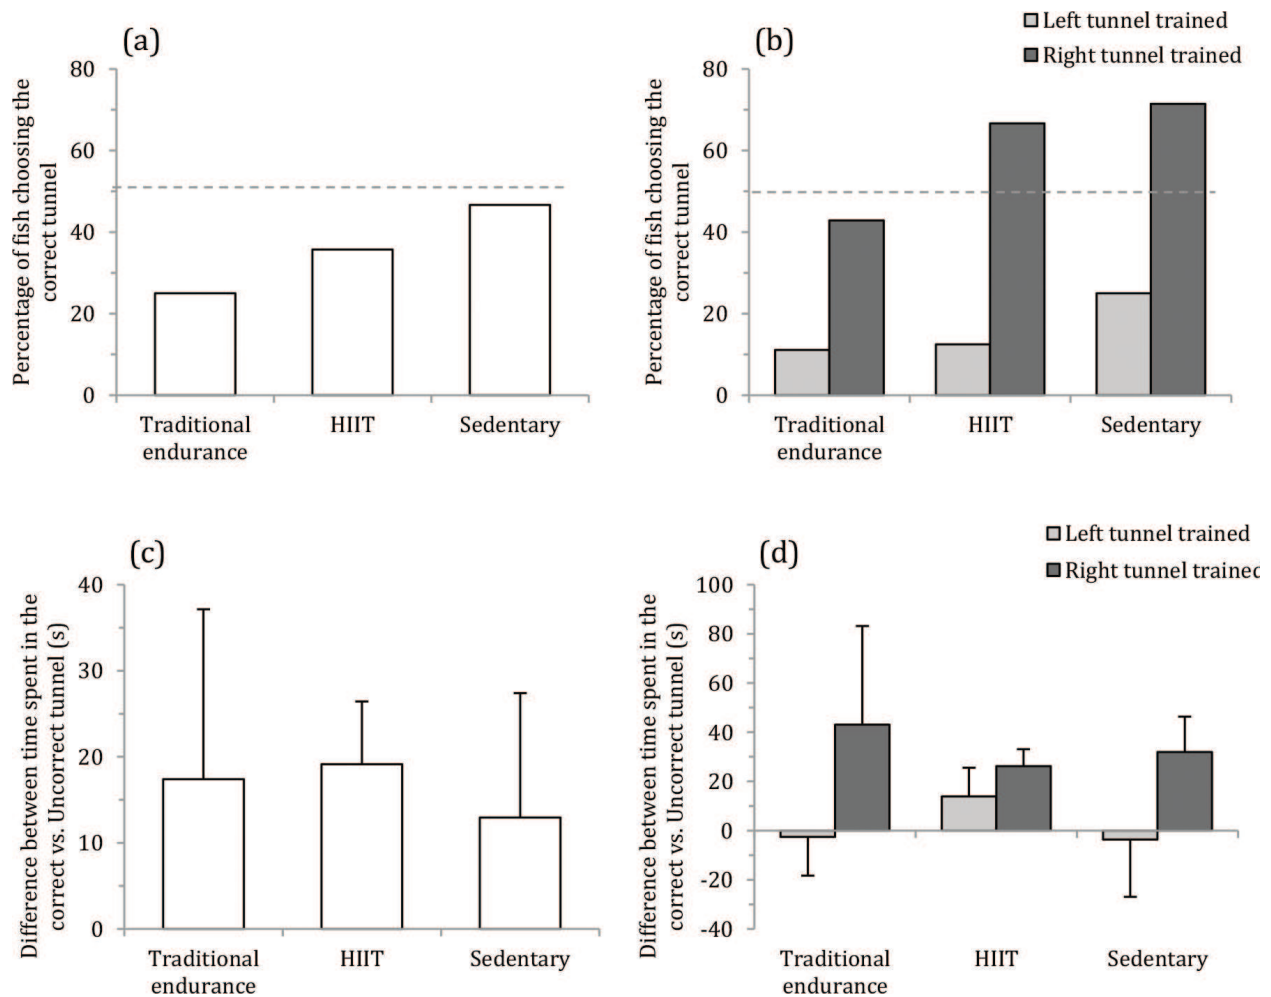 (a)
Percentage of fish choosing the
correct tunnel
80
60
40
20
0
Traditional
endurance
HIIT
Sedentary
(b)
Left tunnel trained
Right tunnel trained
Percentage of fish choosing the
correct tunnel
80
60
40
20
0
Traditional
endurance
HIIT
Sedentary
(c)
Difference between time spent in the
correct vs. Uncorrect tunnel (s)
40
30
20
10
0
Traditional
endurance
HIIT
Sedentary
(d)
Left tunnel trained
Right tunnel trained
Difference between time spent in the
correct vs. Uncorrect tunnel (s)
100
80
60
40
20
0
-20
-40
Traditional
endurance
HIIT
Sedentary